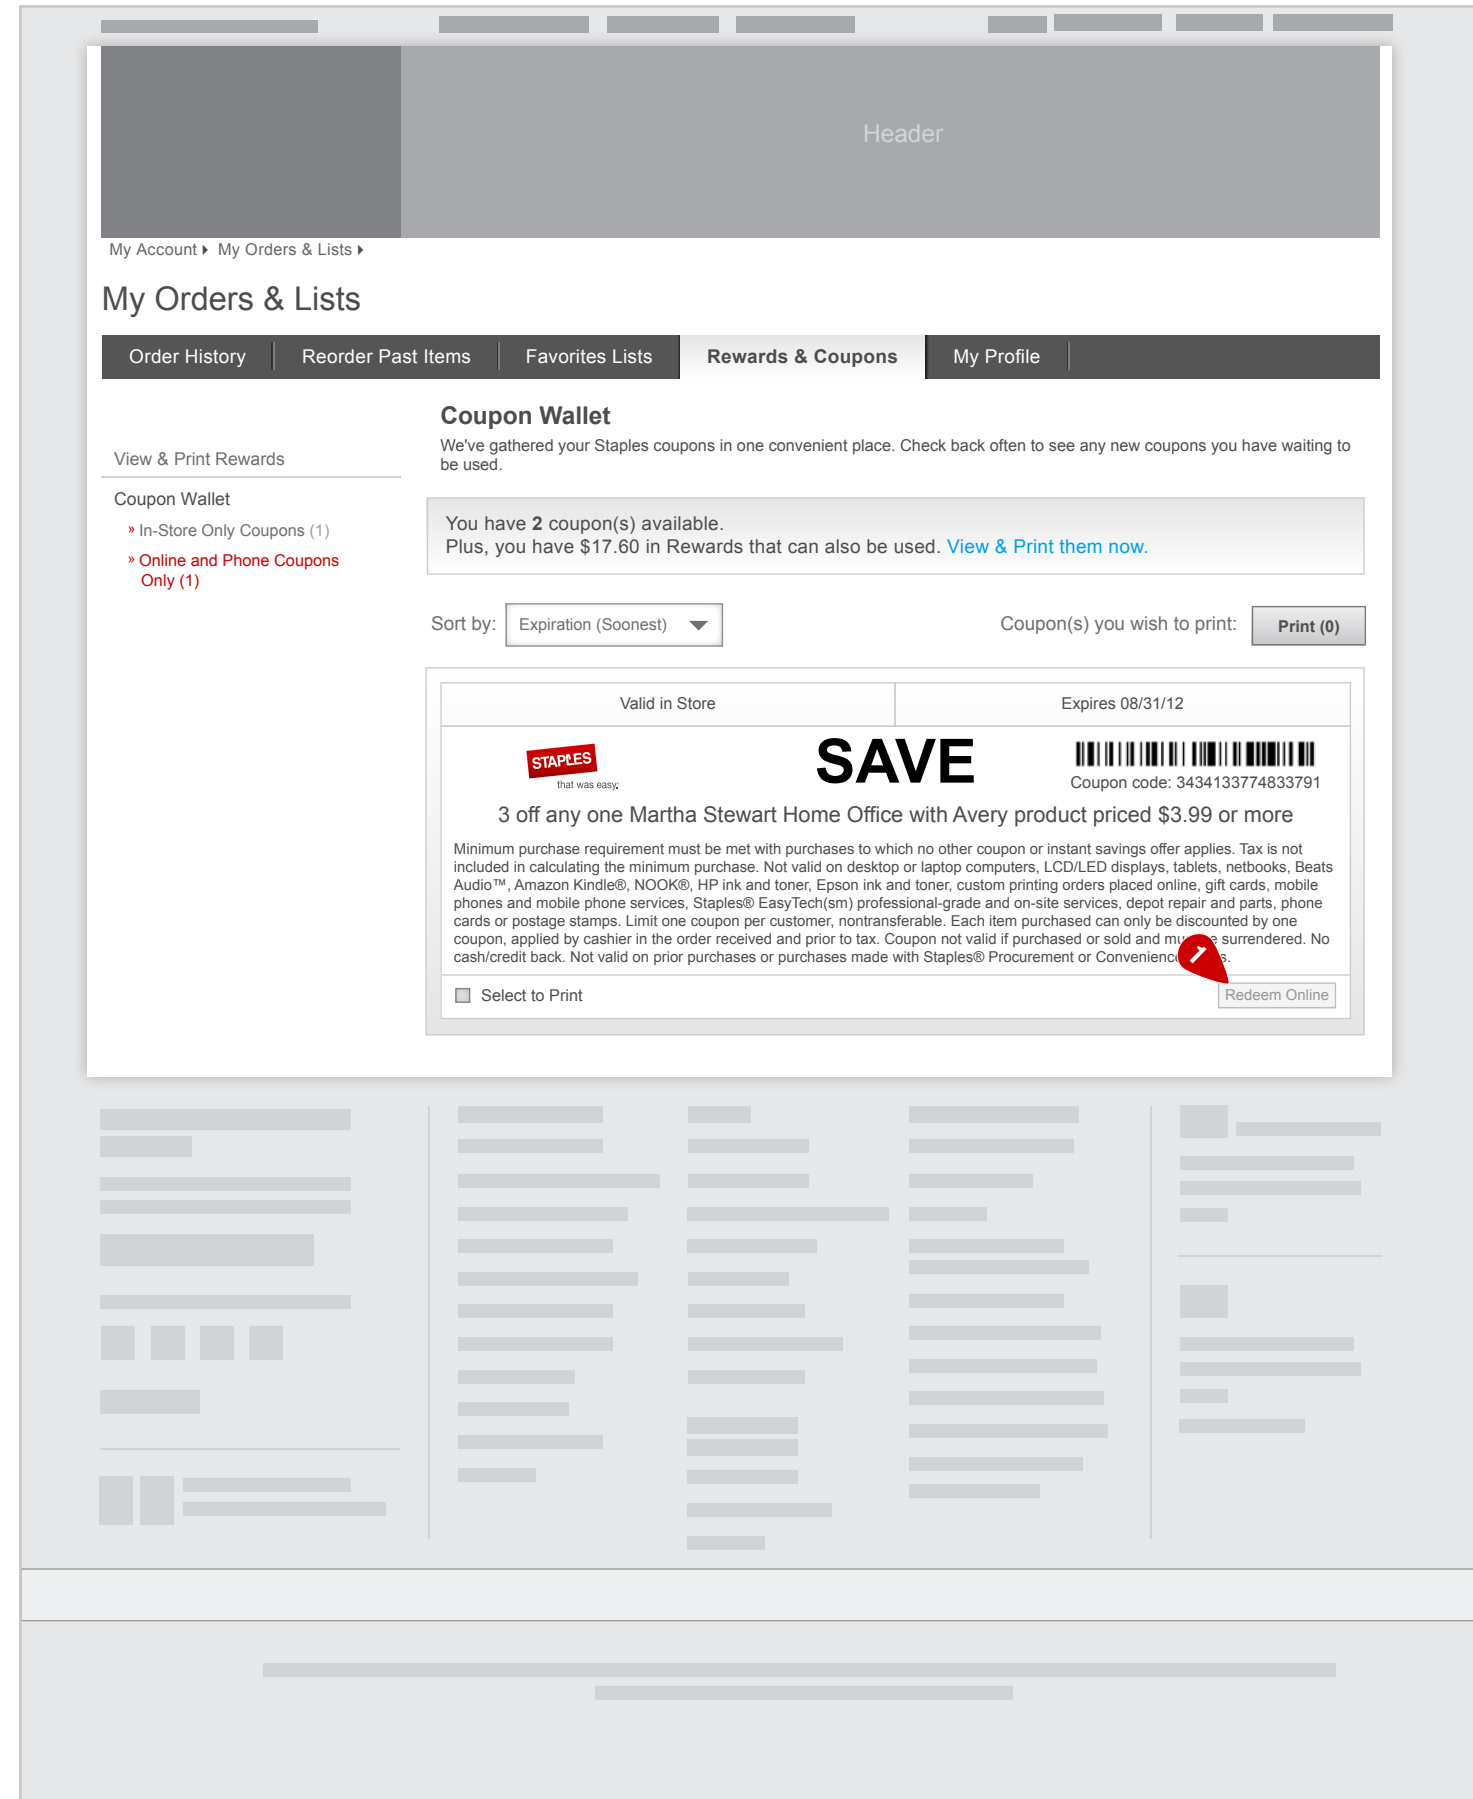 Header
My Account My Orders & Lists
My Orders & Lists
Order History Reorder Past Items Favorites Lists Rewards & Coupons My Profile
View & Print Rewards
Coupon Wallet
» In-Store Only Coupons (1)
» Online and Phone Coupons
Only (1)
Coupon Wallet
We've gathered your Staples coupons in one convenient place. Check back often to see any new coupons you have waiting to
be used.
You have 2 coupon(s) available.
Plus, you have $17.60 in Rewards that can also be used. View & Print them now.
Sort by: Expiration (Soonest) Coupon(s) you wish to print: Print (0)
Valid in Store Expires 08/31/12
STAPLES
that was easy.
SAVE
Coupon code: 3434133774833791
3 off any one Martha Stewart Home Office with Avery product priced $3.99 or more
Minimum purchase requirement must be met with purchases to which no other coupon or instant savings offer applies. Tax is not
included in calculating the minimum purchase. Not valid on desktop or laptop computers, LCD/LED displays, tablets, netbooks, Beats
Audio™, Amazon Kindle®, NOOK®, HP ink and toner, Epson ink and toner, custom printing orders placed online, gift cards, mobile
phones and mobile phone services, Staples® EasyTech(sm) professional-grade and on-site services, depot repair and parts, phone
cards or postage stamps. Limit one coupon per customer, nontransferable. Each item purchased can only be discounted by one
coupon, applied by cashier in the order received and prior to tax. Coupon not valid if purchased or sold and surrendered. No
cash/credit back. Not valid on prior purchases or purchases made with Staples® Procurement or
1
Select to Print Redeem Online